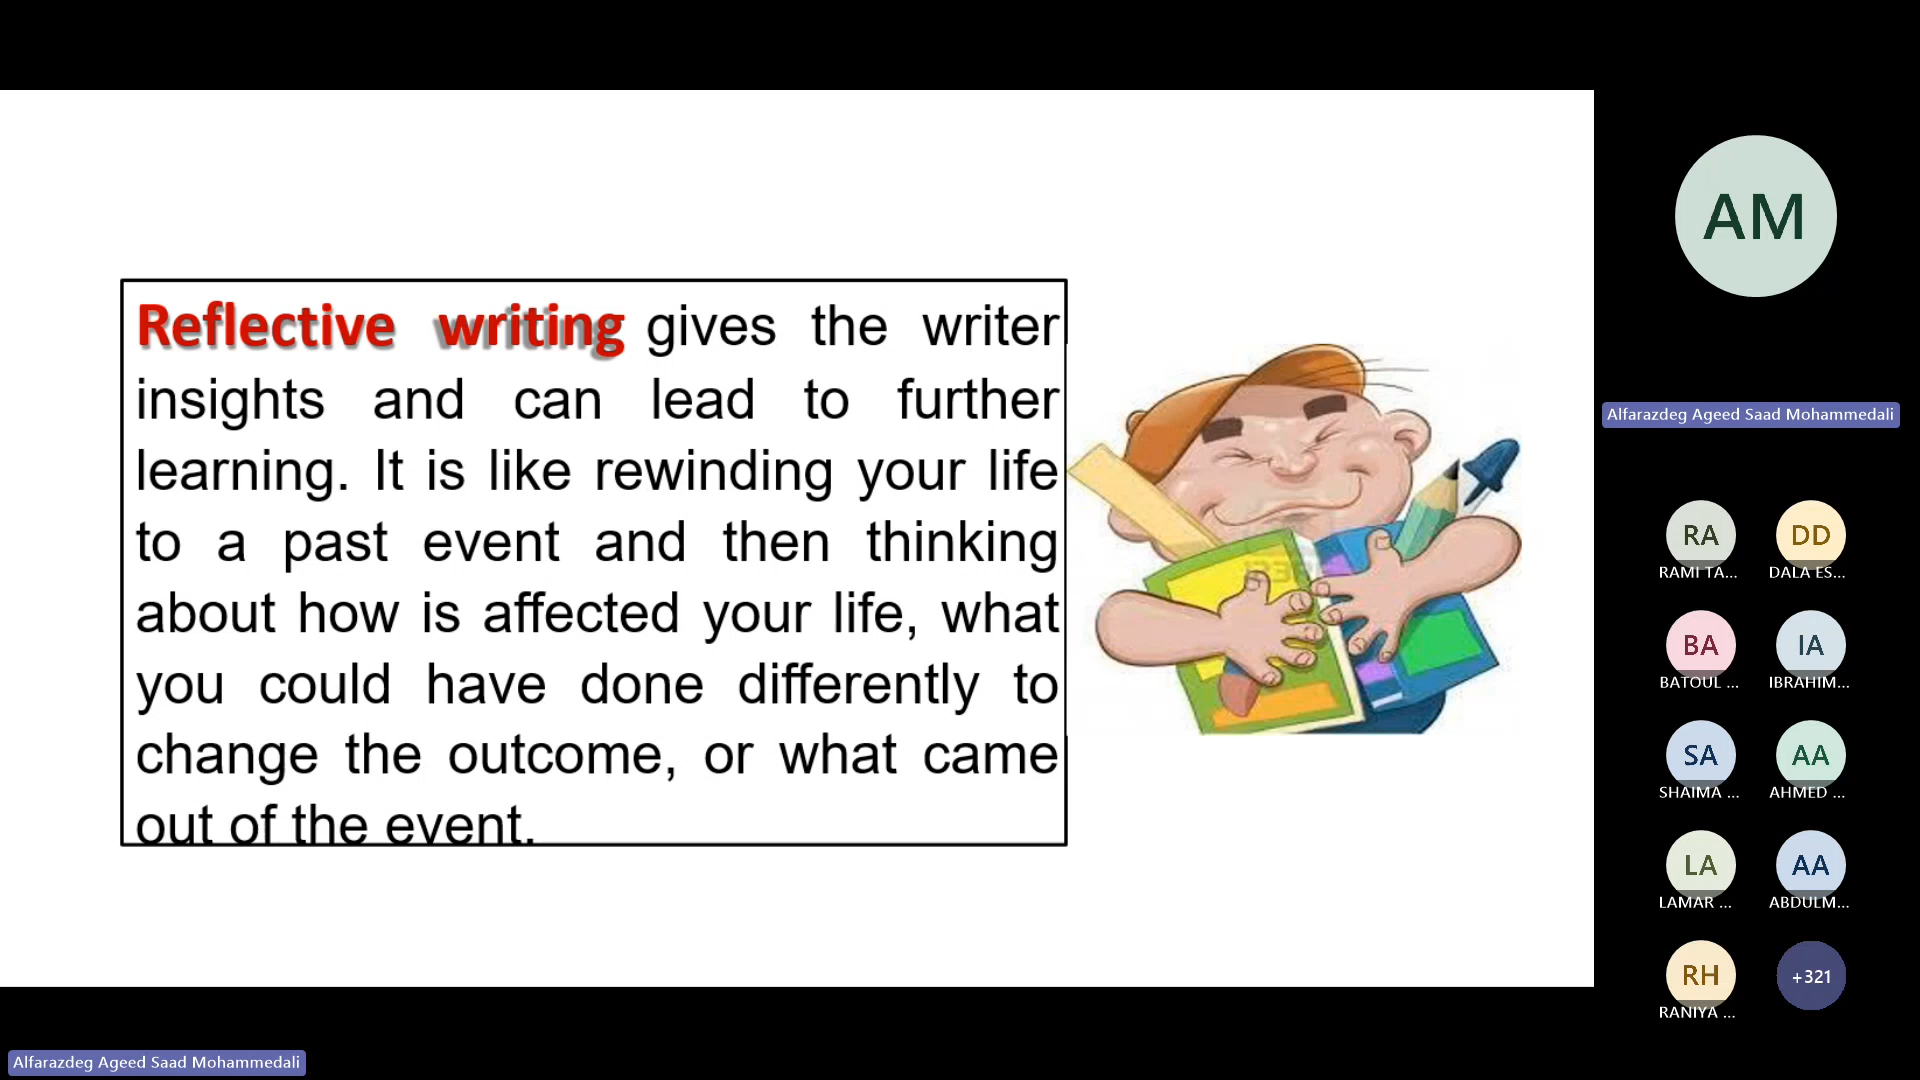 Reflective writing gives the writer
insights and can lead to further
learning. It is like rewinding your life
to a past event and then thinking
about how is affected your life, what
you could have done differently to
change the outcome, or what came
out of the event.
AM
Alfarazdeg Ageed Saad Mohammedali
RA
DD
RAMI TA...
DALA ES...
BA
IA
BATOUL ...
IBRAHIM...
SA
AA
SHAIMA ...
AHMED ...
LA
AA
LAMAR ...
ABDULM...
RH
+321
RANIYA ...
Alfarazdeg Ageed Saad Mohammedali